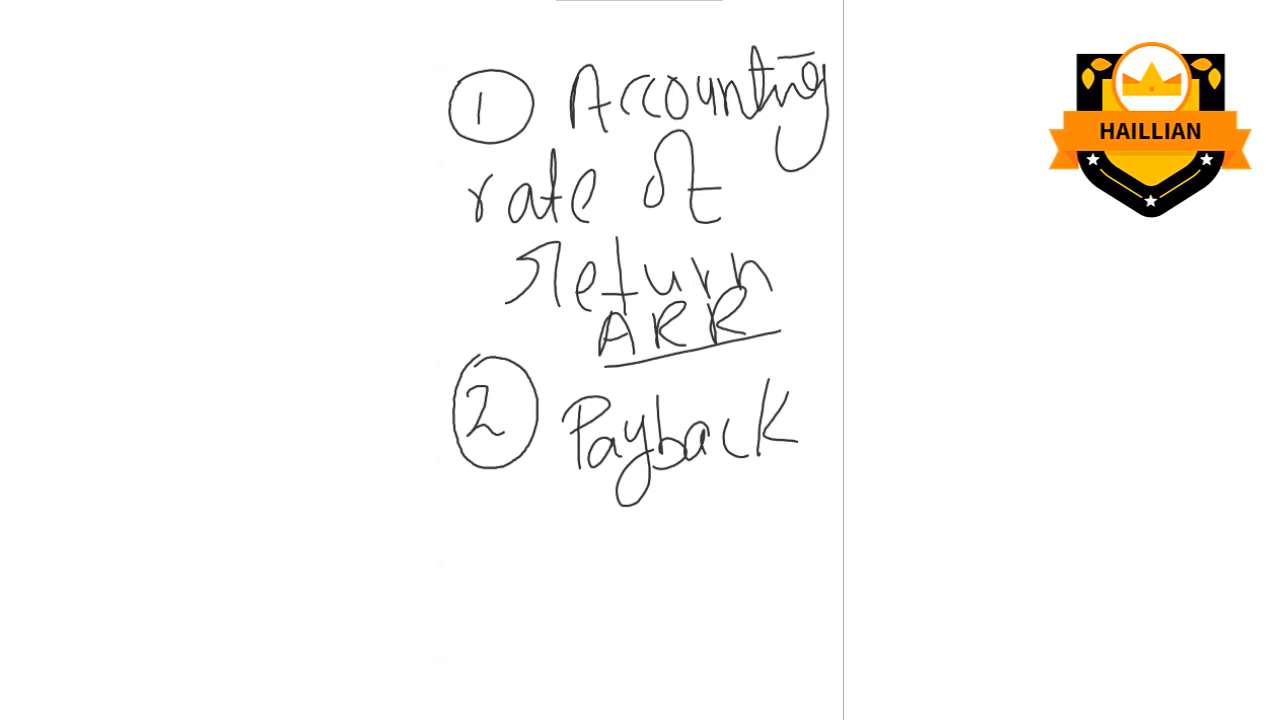 ① Accounting
rate of
return
ARR
② Payback
HAILLIAN